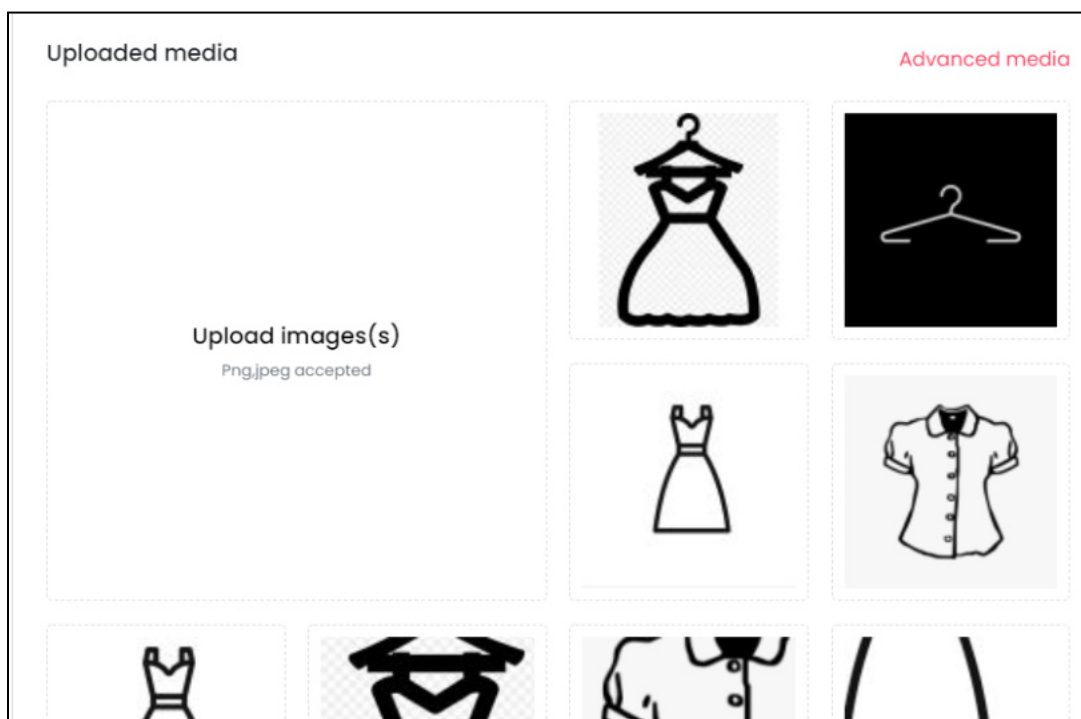 Uploaded media
Advanced media
Upload images(s)
Png,jpeg accepted